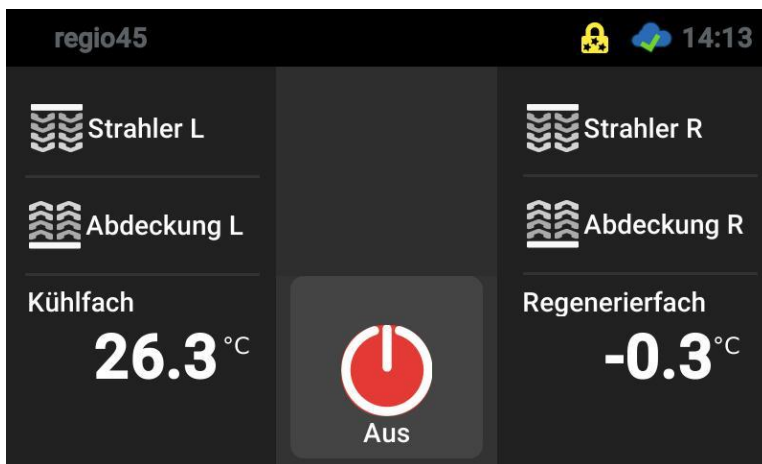 regio45
14:13
Strahler L
Strahler R
Abdeckung L
Abdeckung R
Kühlfach
26.3 °C
Regenerierfach
-0.3 °C
Aus